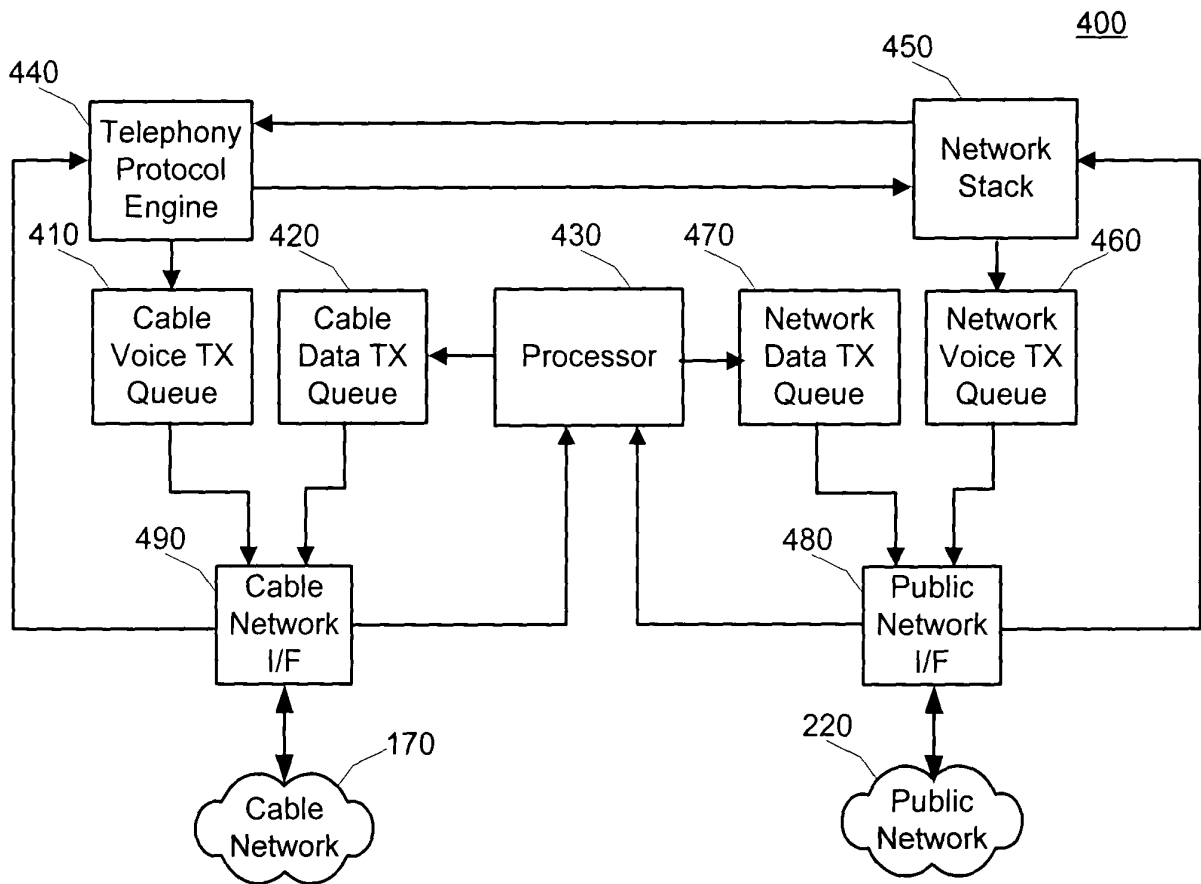 400
440
450
Telephony
Protocol
Engine
Network
Stack
410
420
430
470
460
Cable
Voice TX
Queue
Cable
Data TX
Queue
Processor
Network
Data TX
Queue
Network
Voice TX
Queue
490
Cable
Network
I/F
480
Public
Network
I/F
170
Cable
Network
220
Public
Network